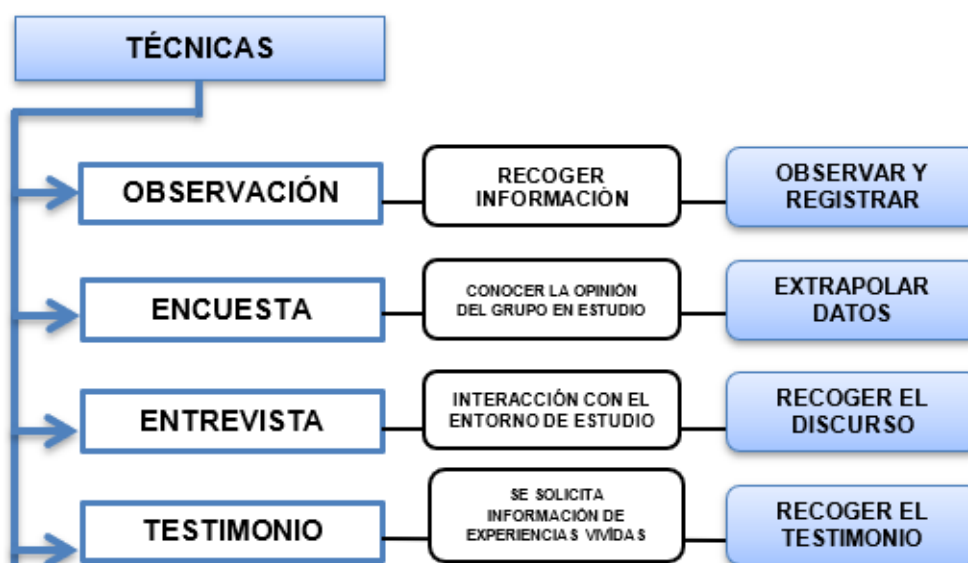 TÉCNICAS
OBSERVACIÓN
RECOGER
INFORMACIÓN
OBSERVAR Y
REGISTRAR
ENCUESTA
CONOCER LA OPINIÓN
DEL GRUPO EN ESTUDIO
EXTRAPOLAR
DATOS
ENTREVISTA
INTERACCIÓN CON EL
ENTORNO DE ESTUDIO
RECOGER EL
DISCURSO
TESTIMONIO
SE SOLICITA
INFORMACIÓN DE
EXPERIENCIAS VIVÍDAS
RECOGER EL
TESTIMONIO